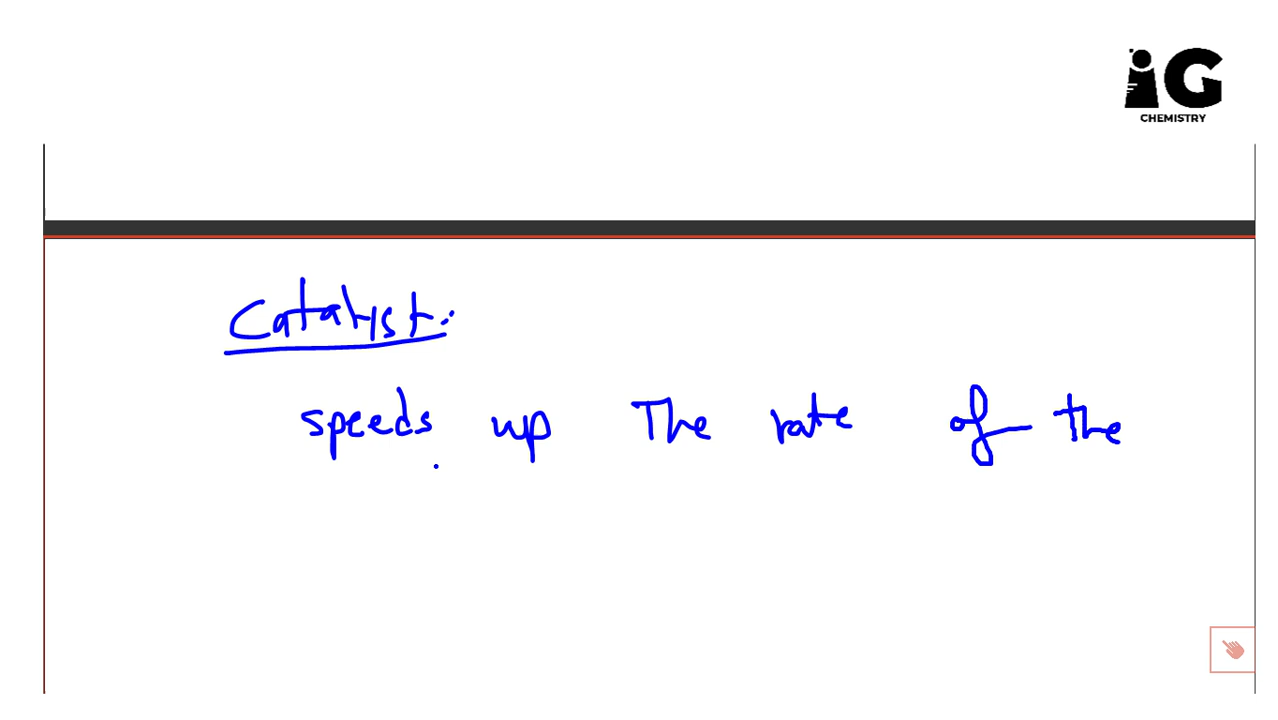 iG
CHEMISTRY
Catalyst:
speeds up The rate of the